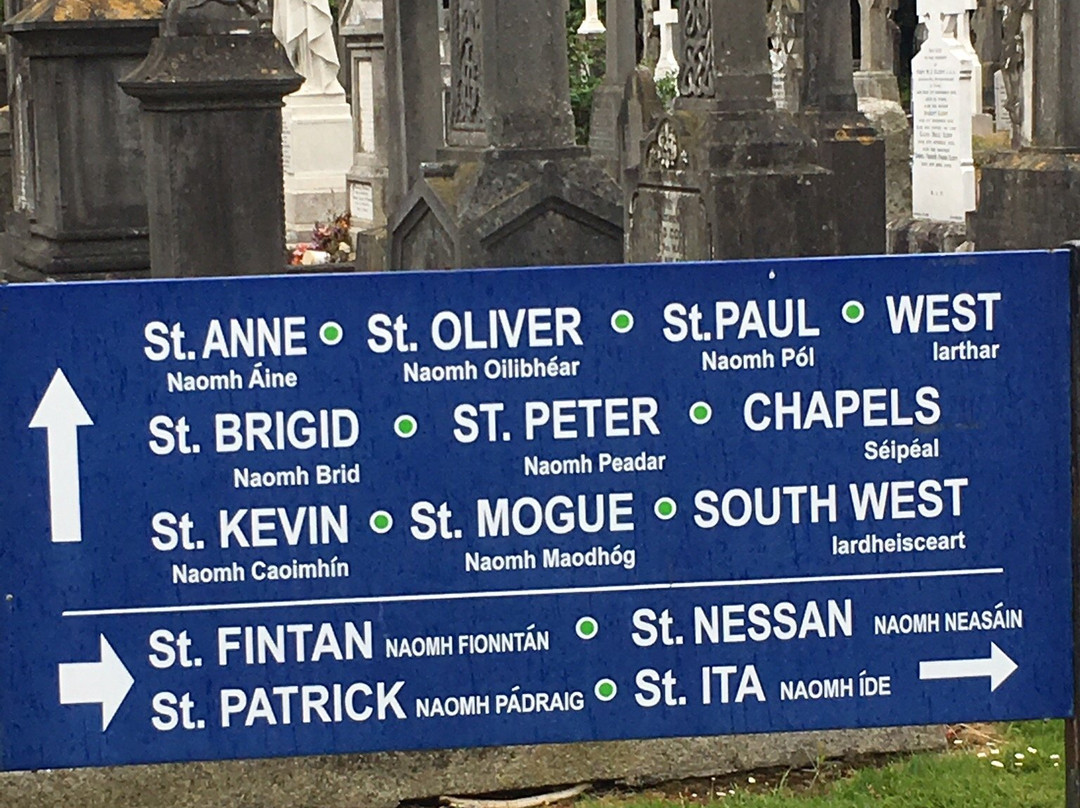 St. ANNE St. OLIVER St.PAUL WEST
Naomh Áine Naomh Oilibhéar Naomh Pól Iarthar
St. BRIGID ST. PETER CHAPELS
Naomh Brid Naomh Peadar Séipéal
St. KEVIN St. MOGUE SOUTH WEST
Naomh Caoimhín Naomh Maodhóg Iardheisceart
St. FINTAN NAOMH FIONNTÁN St. NESSAN NAOMH NEASÁIN
St. PATRICK NAOMH PÁDRAIG St. ITA NAOMH ÍDE